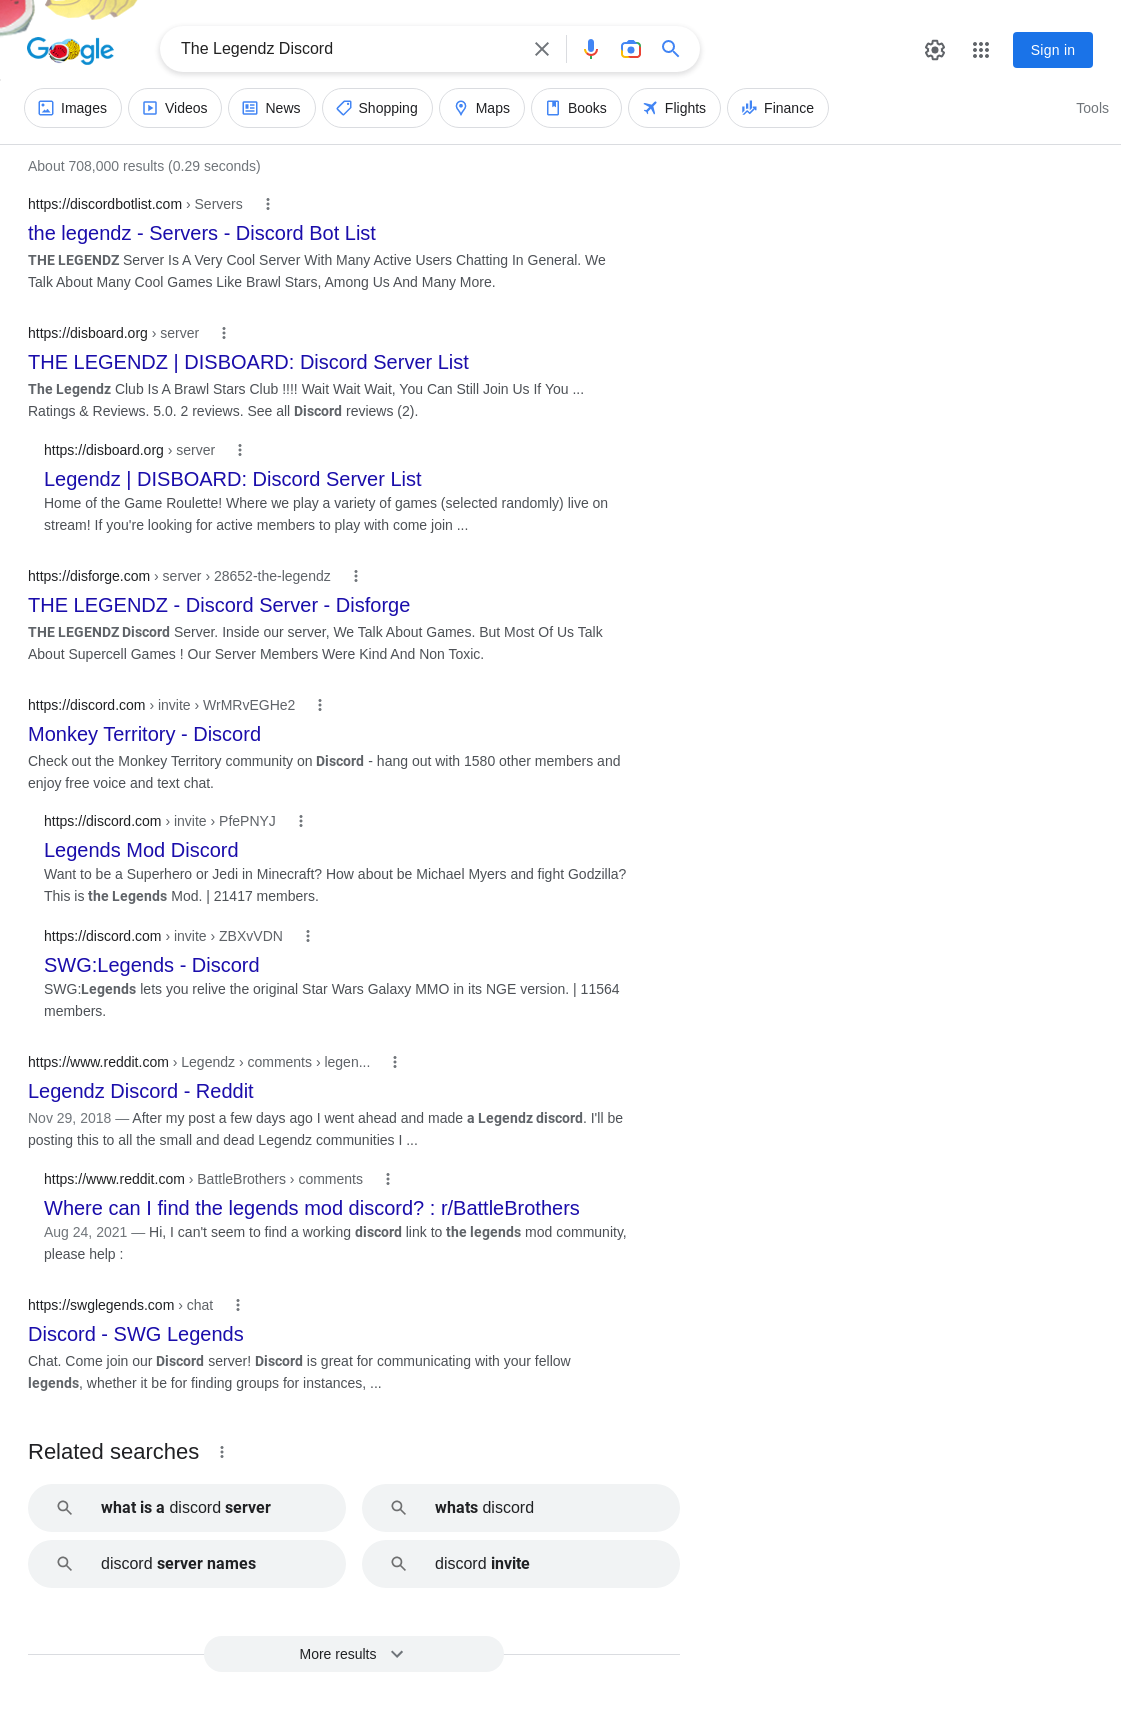 Google
The Legendz Discord
Sign in
Images Videos News Shopping Maps Books Flights Finance Tools
About 708,000 results (0.29 seconds)
https://discordbotlist.com › Servers
the legendz - Servers - Discord Bot List
THE LEGENDZ Server Is A Very Cool Server With Many Active Users Chatting In General. We
Talk About Many Cool Games Like Brawl Stars, Among Us And Many More.
https://disboard.org › server
THE LEGENDZ | DISBOARD: Discord Server List
The Legendz Club Is A Brawl Stars Club !!!! Wait Wait Wait, You Can Still Join Us If You ...
Ratings & Reviews. 5.0. 2 reviews. See all Discord reviews (2).
https://disboard.org › server
Legendz | DISBOARD: Discord Server List
Home of the Game Roulette! Where we play a variety of games (selected randomly) live on
stream! If you're looking for active members to play with come join ...
https://disforge.com › server › 28652-the-legendz
THE LEGENDZ - Discord Server - Disforge
THE LEGENDZ Discord Server. Inside our server, We Talk About Games. But Most Of Us Talk
About Supercell Games ! Our Server Members Were Kind And Non Toxic.
https://discord.com › invite › WrMRvEGHe2
Monkey Territory - Discord
Check out the Monkey Territory community on Discord - hang out with 1580 other members and
enjoy free voice and text chat.
https://discord.com › invite › PfePNYJ
Legends Mod Discord
Want to be a Superhero or Jedi in Minecraft? How about be Michael Myers and fight Godzilla?
This is the Legends Mod. | 21417 members.
https://discord.com › invite › ZBXvVDN
SWG:Legends - Discord
SWG:Legends lets you relive the original Star Wars Galaxy MMO in its NGE version. | 11564
members.
https://www.reddit.com › Legendz › comments › legen...
Legendz Discord - Reddit
Nov 29, 2018 — After my post a few days ago I went ahead and made a Legendz discord. I'll be
posting this to all the small and dead Legendz communities I ...
https://www.reddit.com › BattleBrothers › comments
Where can I find the legends mod discord? : r/BattleBrothers
Aug 24, 2021 — Hi, I can't seem to find a working discord link to the legends mod community,
please help :
https://swglegends.com › chat
Discord - SWG Legends
Chat. Come join our Discord server! Discord is great for communicating with your fellow
legends, whether it be for finding groups for instances, ...
Related searches
what is a discord server
whats discord
discord server names
discord invite
More results